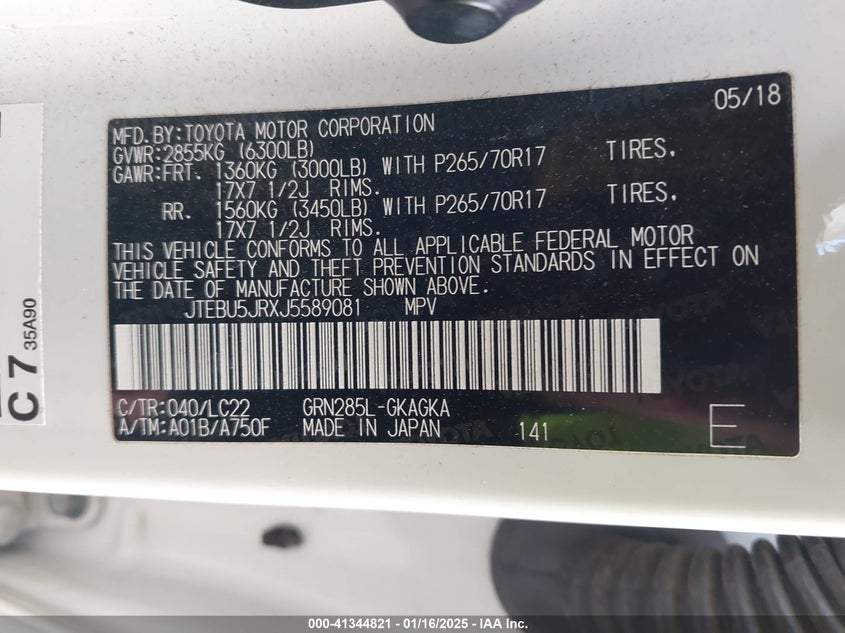 05/18
MFD.BY:TOYOTA MOTOR CORPORATION
GVWR:2855KG (6300LB)
GAWR:FRT. 1360KG (3000LB) WITH P265/70R17 TIRES,
17X7 1/2J RIMS.
RR. 1560KG (3450LB) WITH P265/70R17 TIRES,
17X7 1/2J RIMS.
THIS VEHICLE CONFORMS TO ALL APPLICABLE FEDERAL MOTOR
VEHICLE SAFETY AND THEFT PREVENTION STANDARDS IN EFFECT ON
THE DATE OF MANUFACTURE SHOWN ABOVE.
JTEBU5JRXJ5589081 MPV
C/TR:040/LC22 GRN285L-GKAGKA
A/TM:A01B/A750F MADE IN JAPAN 141 E
C 7 35A90
000-41344821 - 01/16/2025 - IAA Inc.